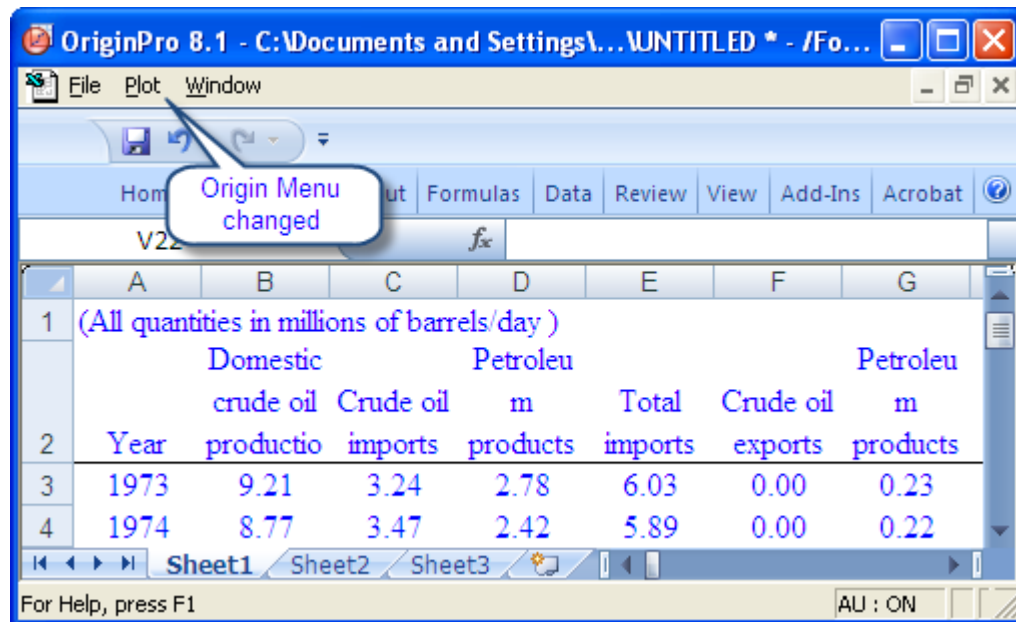 OriginPro 8.1 - C:\Documents and Settings\...\UNTITLED * - /Fo...
File Plot Window
Origin Menu
changed
Hom ut Formulas Data Review View Add-Ins Acrobat
V22 fx
A B C D E F G
1 (All quantities in millions of barrels/day )
Domestic Petroleu Petroleu
crude oil Crude oil m Total Crude oil m
2 Year productio imports products imports exports products
3 1973 9.21 3.24 2.78 6.03 0.00 0.23
4 1974 8.77 3.47 2.42 5.89 0.00 0.22
Sheet1 Sheet2 Sheet3
For Help, press F1 AU : ON